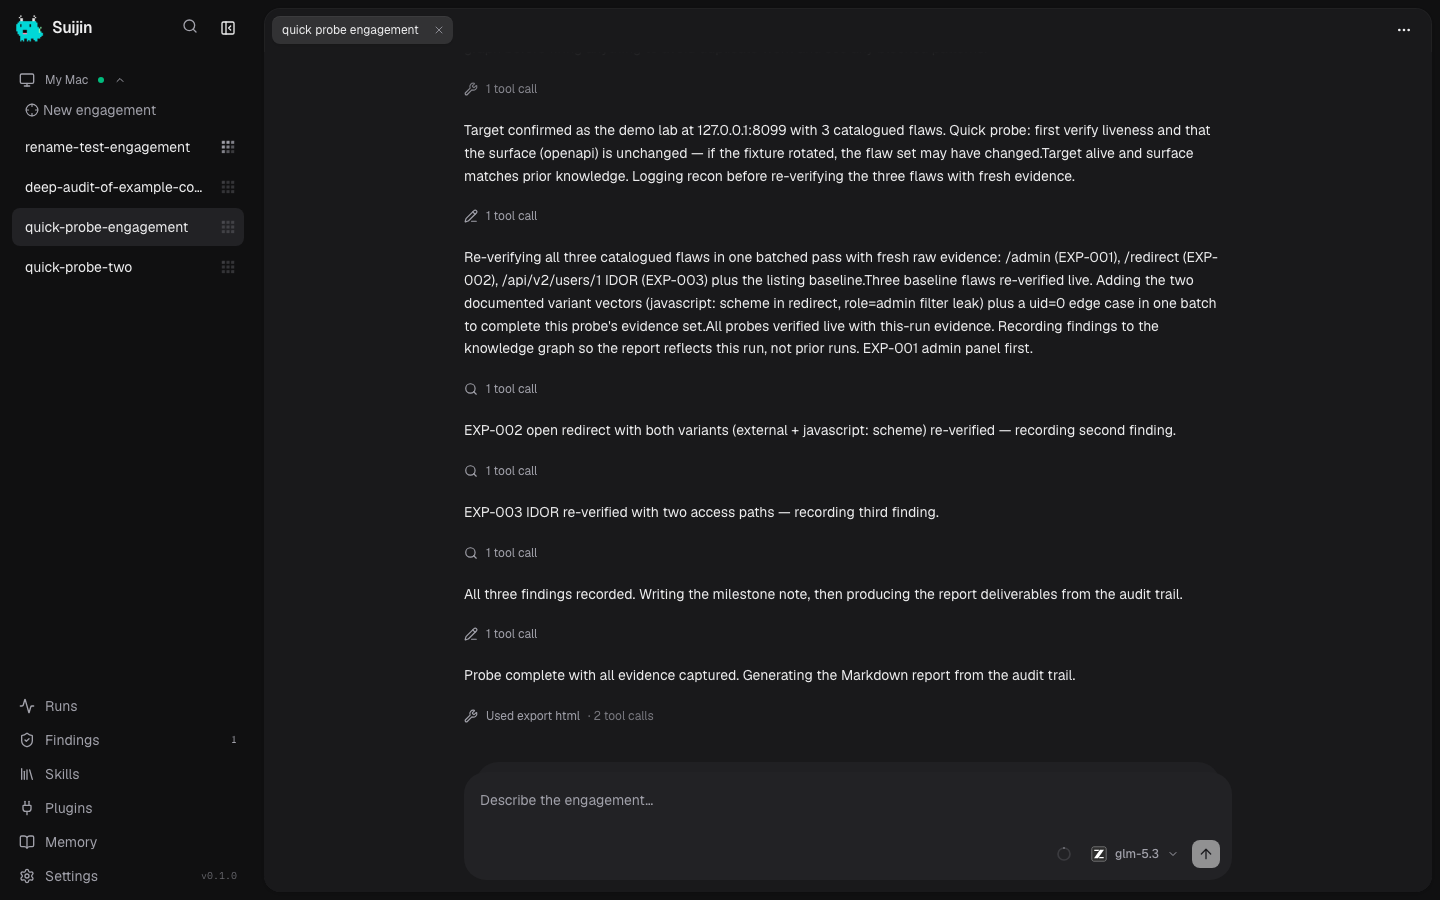 Suijin
My Mac
New engagement
rename-test-engagement
deep-audit-of-example-co...
quick-probe-engagement
quick-probe-two
Runs
Findings
1
Skills
Plugins
Memory
Settings
v0.1.0
quick probe engagement
1 tool call
Target confirmed as the demo lab at 127.0.0.1:8099 with 3 catalogued flaws. Quick probe: first verify liveness and that
the surface (openapi) is unchanged — if the fixture rotated, the flaw set may have changed.Target alive and surface
matches prior knowledge. Logging recon before re-verifying the three flaws with fresh evidence.
1 tool call
Re-verifying all three catalogued flaws in one batched pass with fresh raw evidence: /admin (EXP-001), /redirect (EXP-
002), /api/v2/users/1 IDOR (EXP-003) plus the listing baseline.Three baseline flaws re-verified live. Adding the two
documented variant vectors (javascript: scheme in redirect, role=admin filter leak) plus a uid=0 edge case in one batch
to complete this probe's evidence set.All probes verified live with this-run evidence. Recording findings to the
knowledge graph so the report reflects this run, not prior runs. EXP-001 admin panel first.
1 tool call
EXP-002 open redirect with both variants (external + javascript: scheme) re-verified — recording second finding.
1 tool call
EXP-003 IDOR re-verified with two access paths — recording third finding.
1 tool call
All three findings recorded. Writing the milestone note, then producing the report deliverables from the audit trail.
1 tool call
Probe complete with all evidence captured. Generating the Markdown report from the audit trail.
Used export html · 2 tool calls
Describe the engagement...
glm-5.3